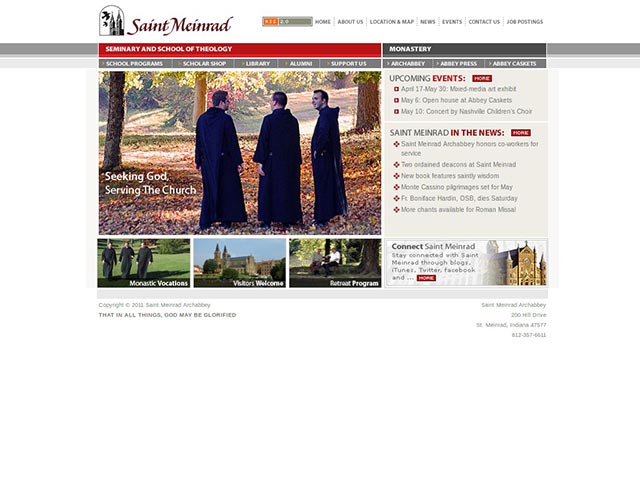 Saint Meinrad
RSS 2.0
HOME | ABOUT US | LOCATION & MAP | NEWS | EVENTS | CONTACT US | JOB POSTINGS
SEMINARY AND SCHOOL OF THEOLOGY
MONASTERY
SCHOOL PROGRAMS
SCHOLAR SHOP
LIBRARY
ALUMNI
SUPPORT US
ARCHABBEY
ABBEY PRESS
ABBEY CASKETS
Seeking God,
Serving The Church
UPCOMING EVENTS: MORE
April 17-May 30: Mixed-media art exhibit
May 6: Open house at Abbey Caskets
May 10: Concert by Nashville Children's Choir
SAINT MEINRAD IN THE NEWS: MORE
Saint Meinrad Archabbey honors co-workers for
service
Two ordained deacons at Saint Meinrad
New book features saintly wisdom
Monte Cassino pilgrimages set for May
Fr. Boniface Hardin, OSB, dies Saturday
More chants available for Roman Missal
Monastic Vocations
Visitors Welcome
Retreat Program
Connect Saint Meinrad
Stay connected with Saint
Meinrad through blogs,
iTunes, Twitter, facebook
and ... MORE
Copyright © 2011 Saint Meinrad Archabbey
THAT IN ALL THINGS, GOD MAY BE GLORIFIED
Saint Meinrad Archabbey
200 Hill Drive
St. Meinrad, Indiana 47577
812-357-6611